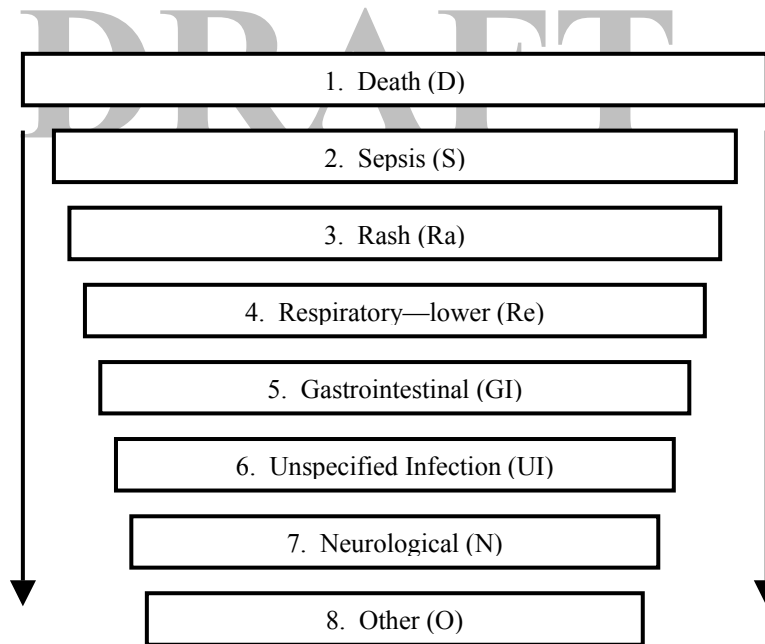 DRAFT
1. Death (D)
2. Sepsis (S)
3. Rash (Ra)
4. Respiratory—lower (Re)
5. Gastrointestinal (GI)
6. Unspecified Infection (UI)
7. Neurological (N)
8. Other (O)